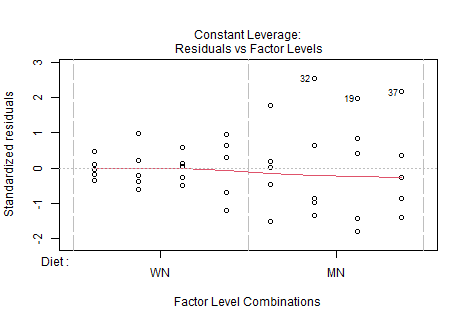 Constant Leverage:
Residuals vs Factor Levels
Standardized residuals
3
2
1
0
-1
-2
32
19
37
Diet :
WN
MN
Factor Level Combinations